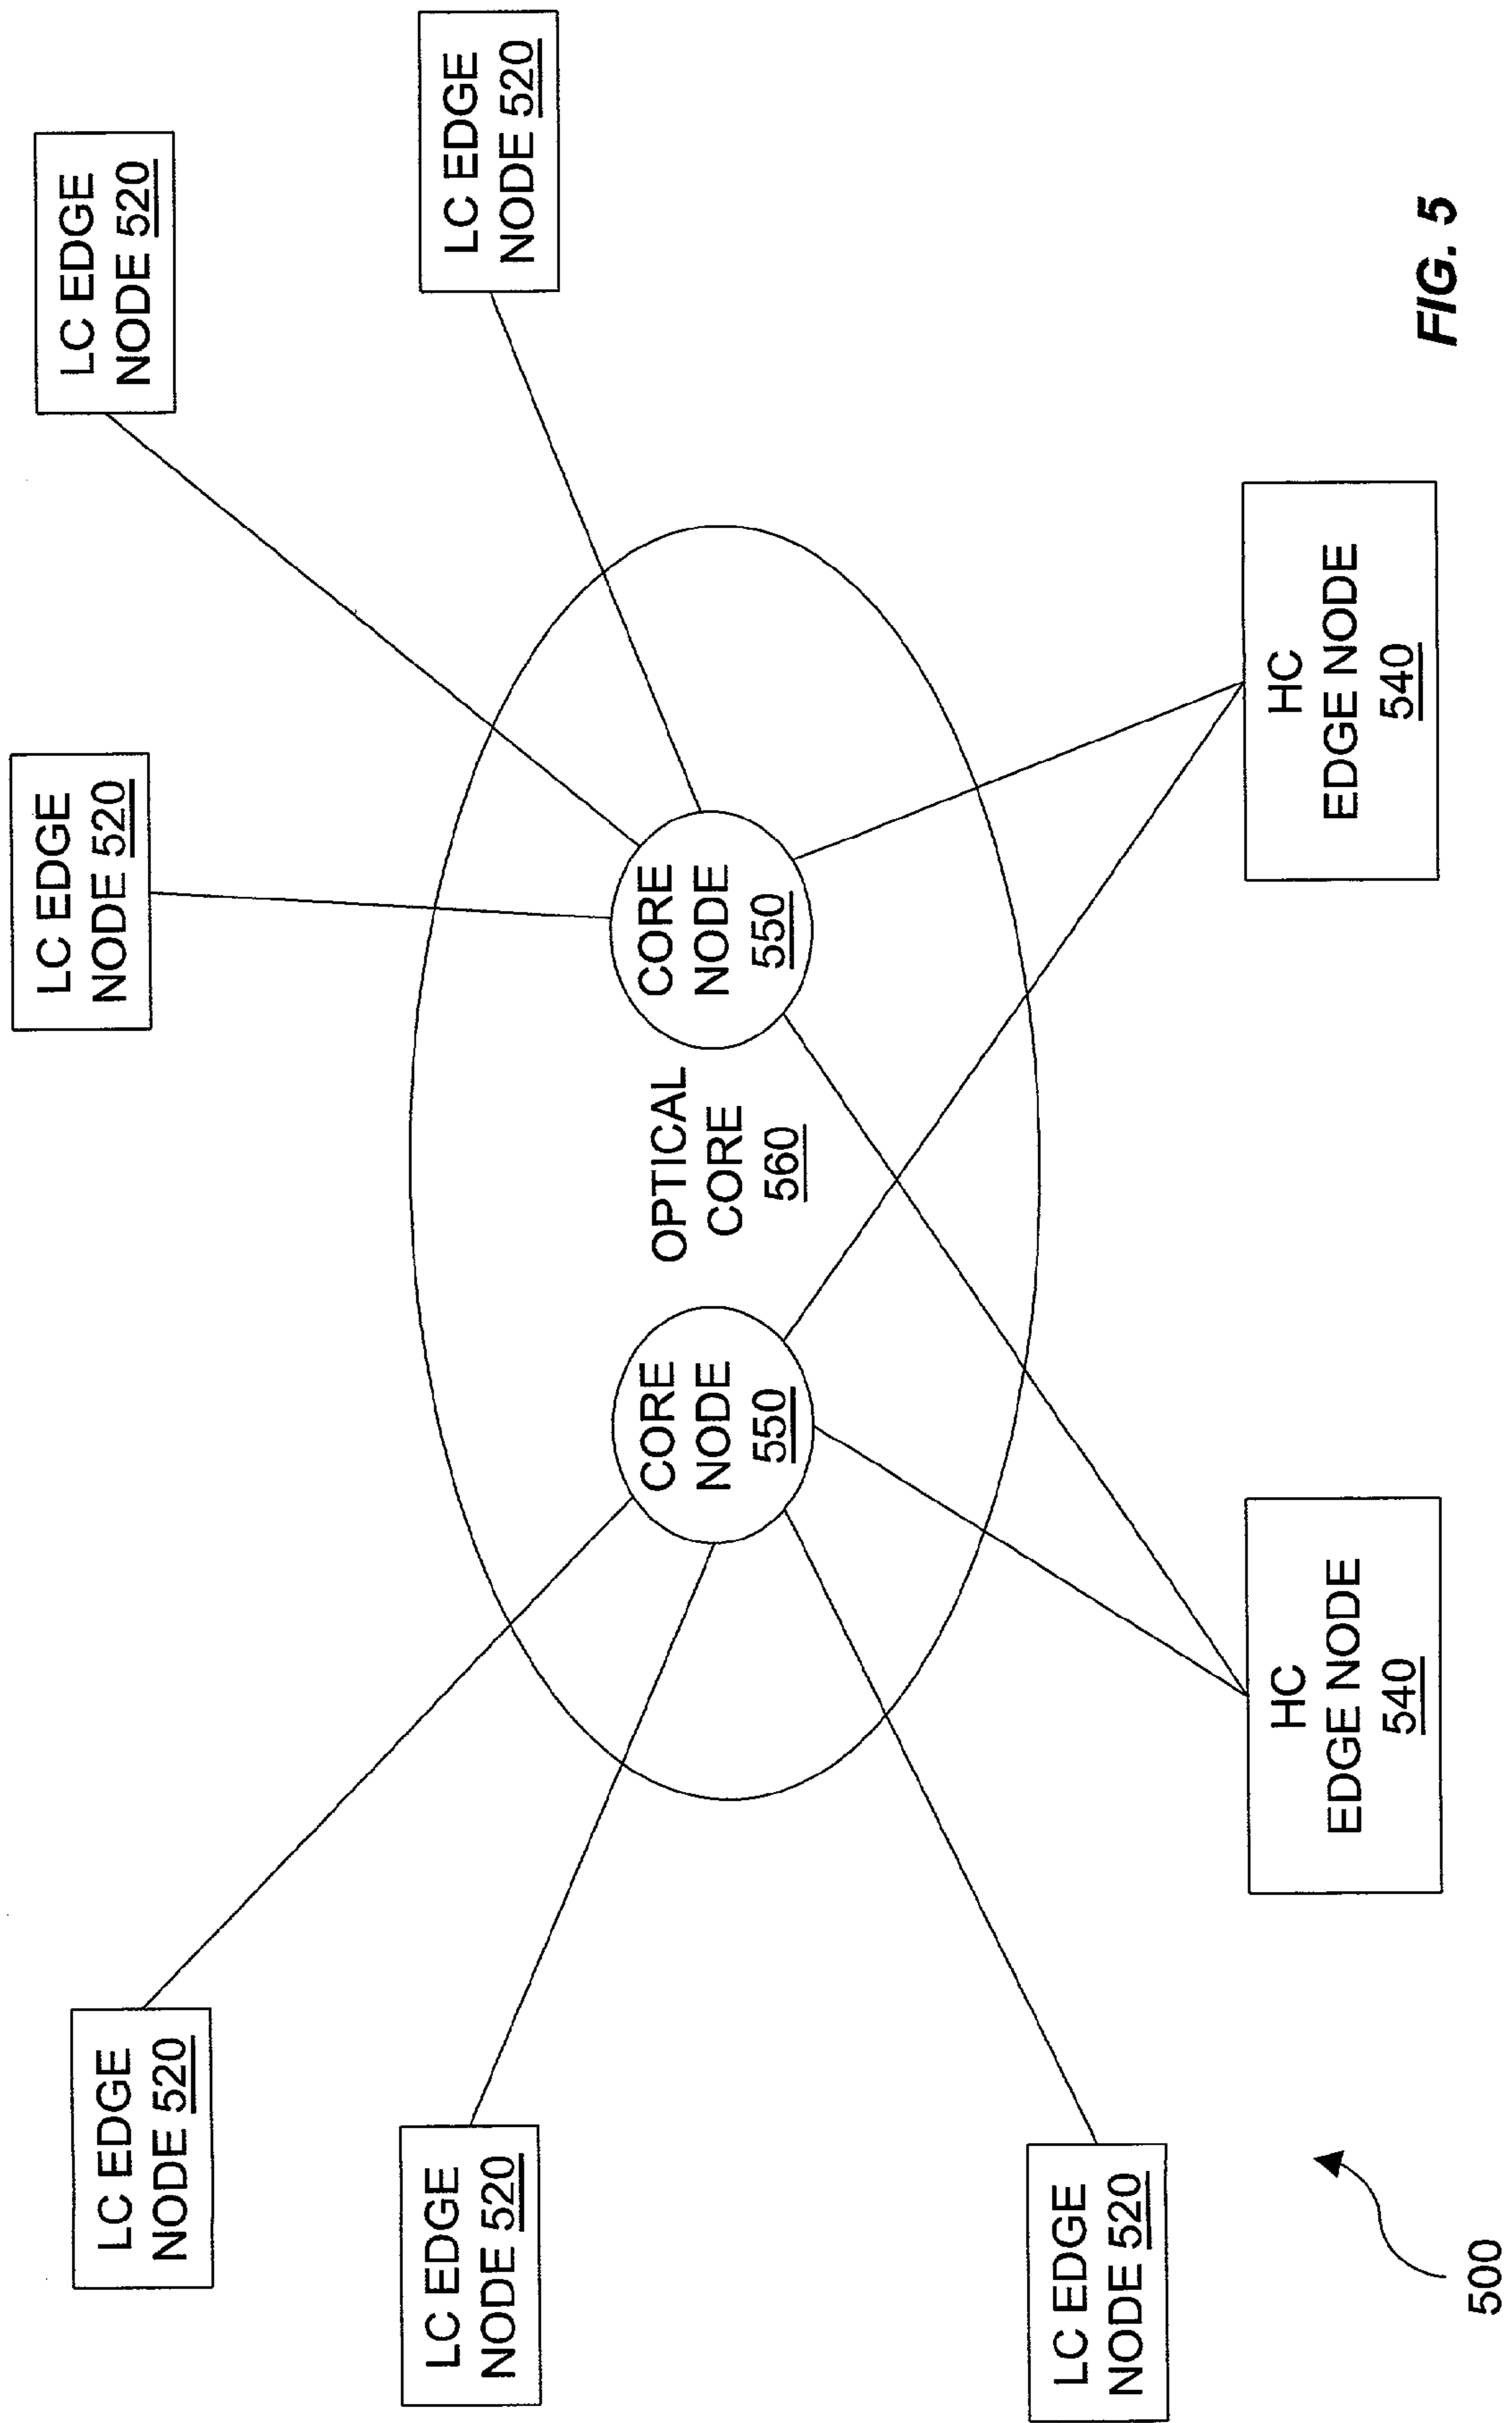 LC EDGE
NODE 520
LC EDGE
NODE 520
LC EDGE
NODE 520
LC EDGE
NODE 520
LC EDGE
NODE 520
LC EDGE
NODE 520
CORE
NODE
550
OPTICAL
CORE
560
CORE
NODE
550
HC
EDGE NODE
540
HC
EDGE NODE
540
500
FIG. 5